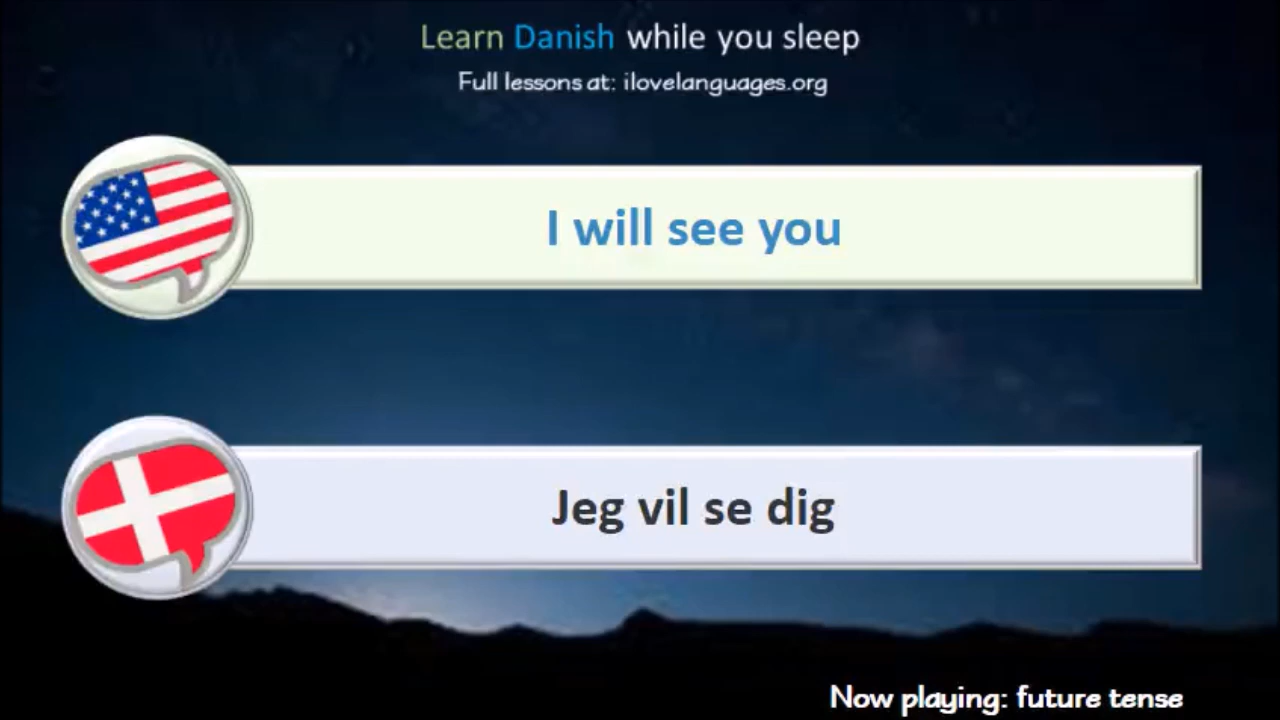 Learn Danish while you sleep
Full lessons at: ilovelanguages.org
I will see you
Jeg vil se dig
Now playing: future tense